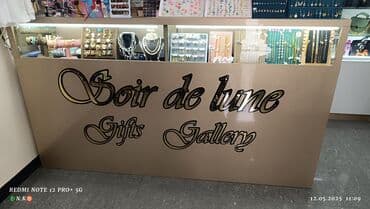 Soir de lune
Gifts Gallery
REDMI NOTE 12 PRO+ 5G
N.K
12.05.2025 11:09